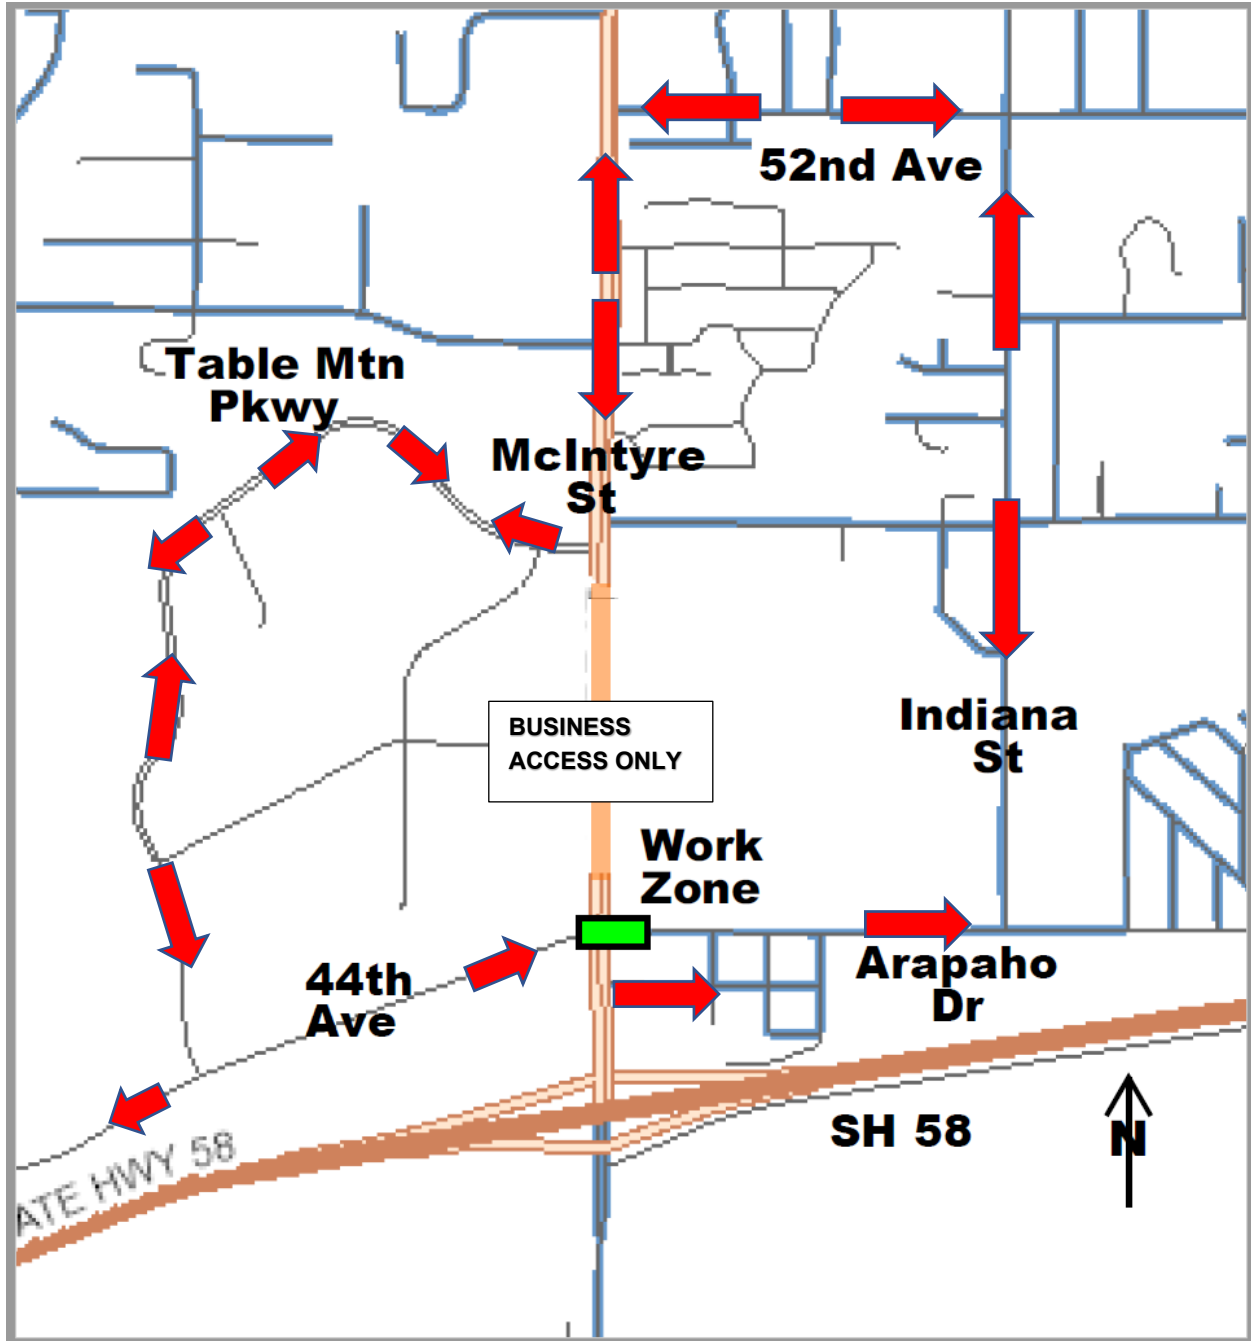 52nd Ave
Table Mtn
Pkwy
McIntyre
St
BUSINESS
ACCESS ONLY
Indiana
St
Work
Zone
44th
Ave
Arapaho
Dr
SH 58
ATE HWY 58
N